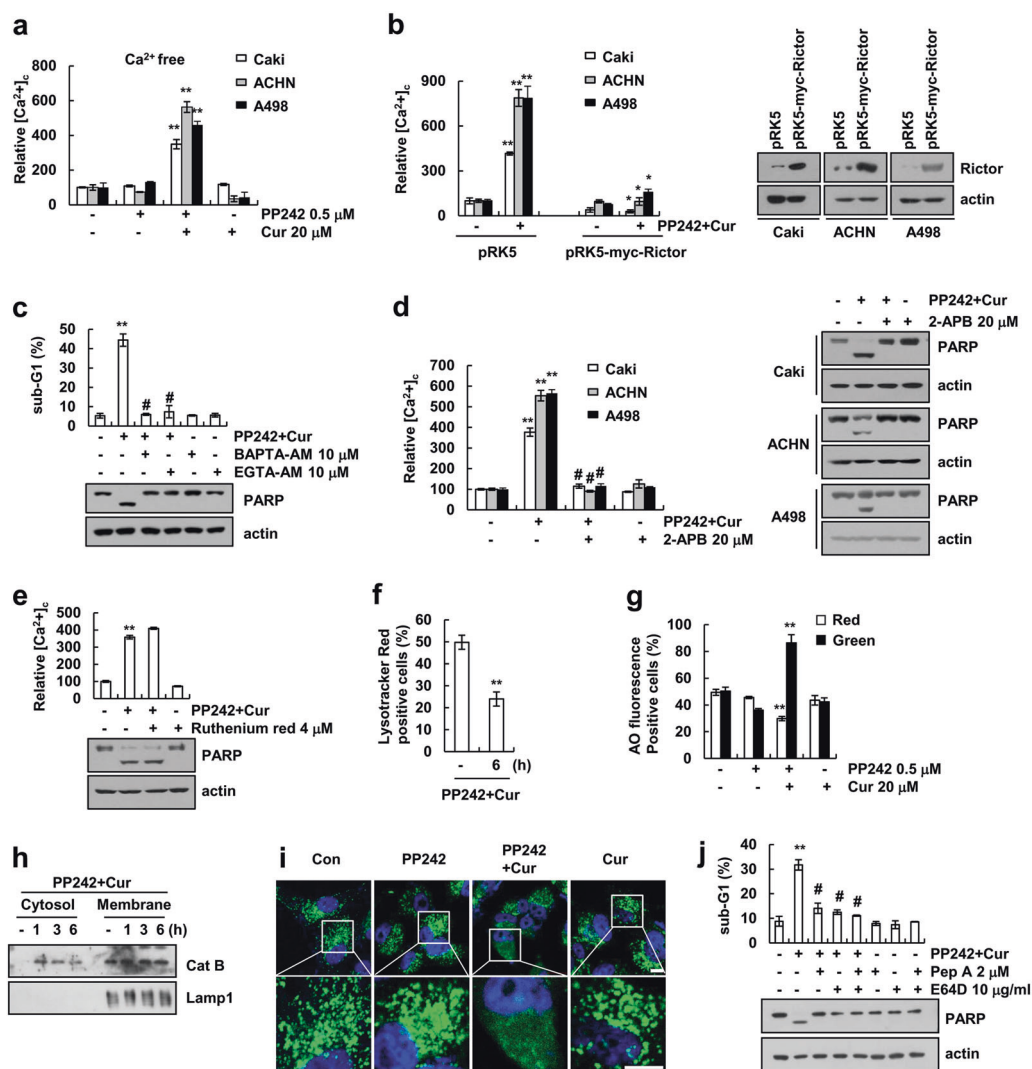 a
Ca2+ free
Relative [Ca2+]c
800
600
400
200
0
Caki
ACHN
A498
** ** **
- + + - PP242 0.5 μM
- - + + Cur 20 μM
b
Relative [Ca2+]c
900
600
300
0
Caki
ACHN
A498
** ** **
* * *
- + - + PP242+Cur
pRK5 pRK5-myc-Rictor
pRK5 pRK5-myc-Rictor pRK5 pRK5-myc-Rictor pRK5 pRK5-myc-Rictor
Rictor
actin
Caki ACHN A498
c
sub-G1 (%)
50
40
30
20
10
0
** # #
- + + + - - PP242+Cur
- - + - + - BAPTA-AM 10 μM
- - - + - + EGTA-AM 10 μM
PARP
actin
d
Relative [Ca2+]c
700
600
500
400
300
200
100
0
Caki
ACHN
A498
** ** **
# # #
- + + - PP242+Cur
- - + + 2-APB 20 μM
- + + - PP242+Cur
- - + + 2-APB 20 μM
Caki
PARP
actin
ACHN
PARP
actin
A498
PARP
actin
e
Relative [Ca2+]c
500
400
300
200
100
0
**
- + + - PP242+Cur
- - + + Ruthenium red 4 μM
PARP
actin
f
Lysotracker Red
positive cells (%)
60
50
40
30
20
10
0
**
- 6 (h)
PP242+Cur
g
AO fluorescence
Positive cells (%)
100
80
60
40
20
0
Red
Green
** **
- + + - PP242 0.5 μM
- - + + Cur 20 μM
h
PP242+Cur
Cytosol Membrane
- 1 3 6 - 1 3 6 (h)
Cat B
Lamp1
i
Con PP242 PP242 +Cur Cur
j
sub-G1 (%)
40
30
20
10
0
** # # #
- + + + + - - - PP242+Cur
- - + - + + - + Pep A 2 μM
- - - + + - + + E64D 10 μg/ml
PARP
actin